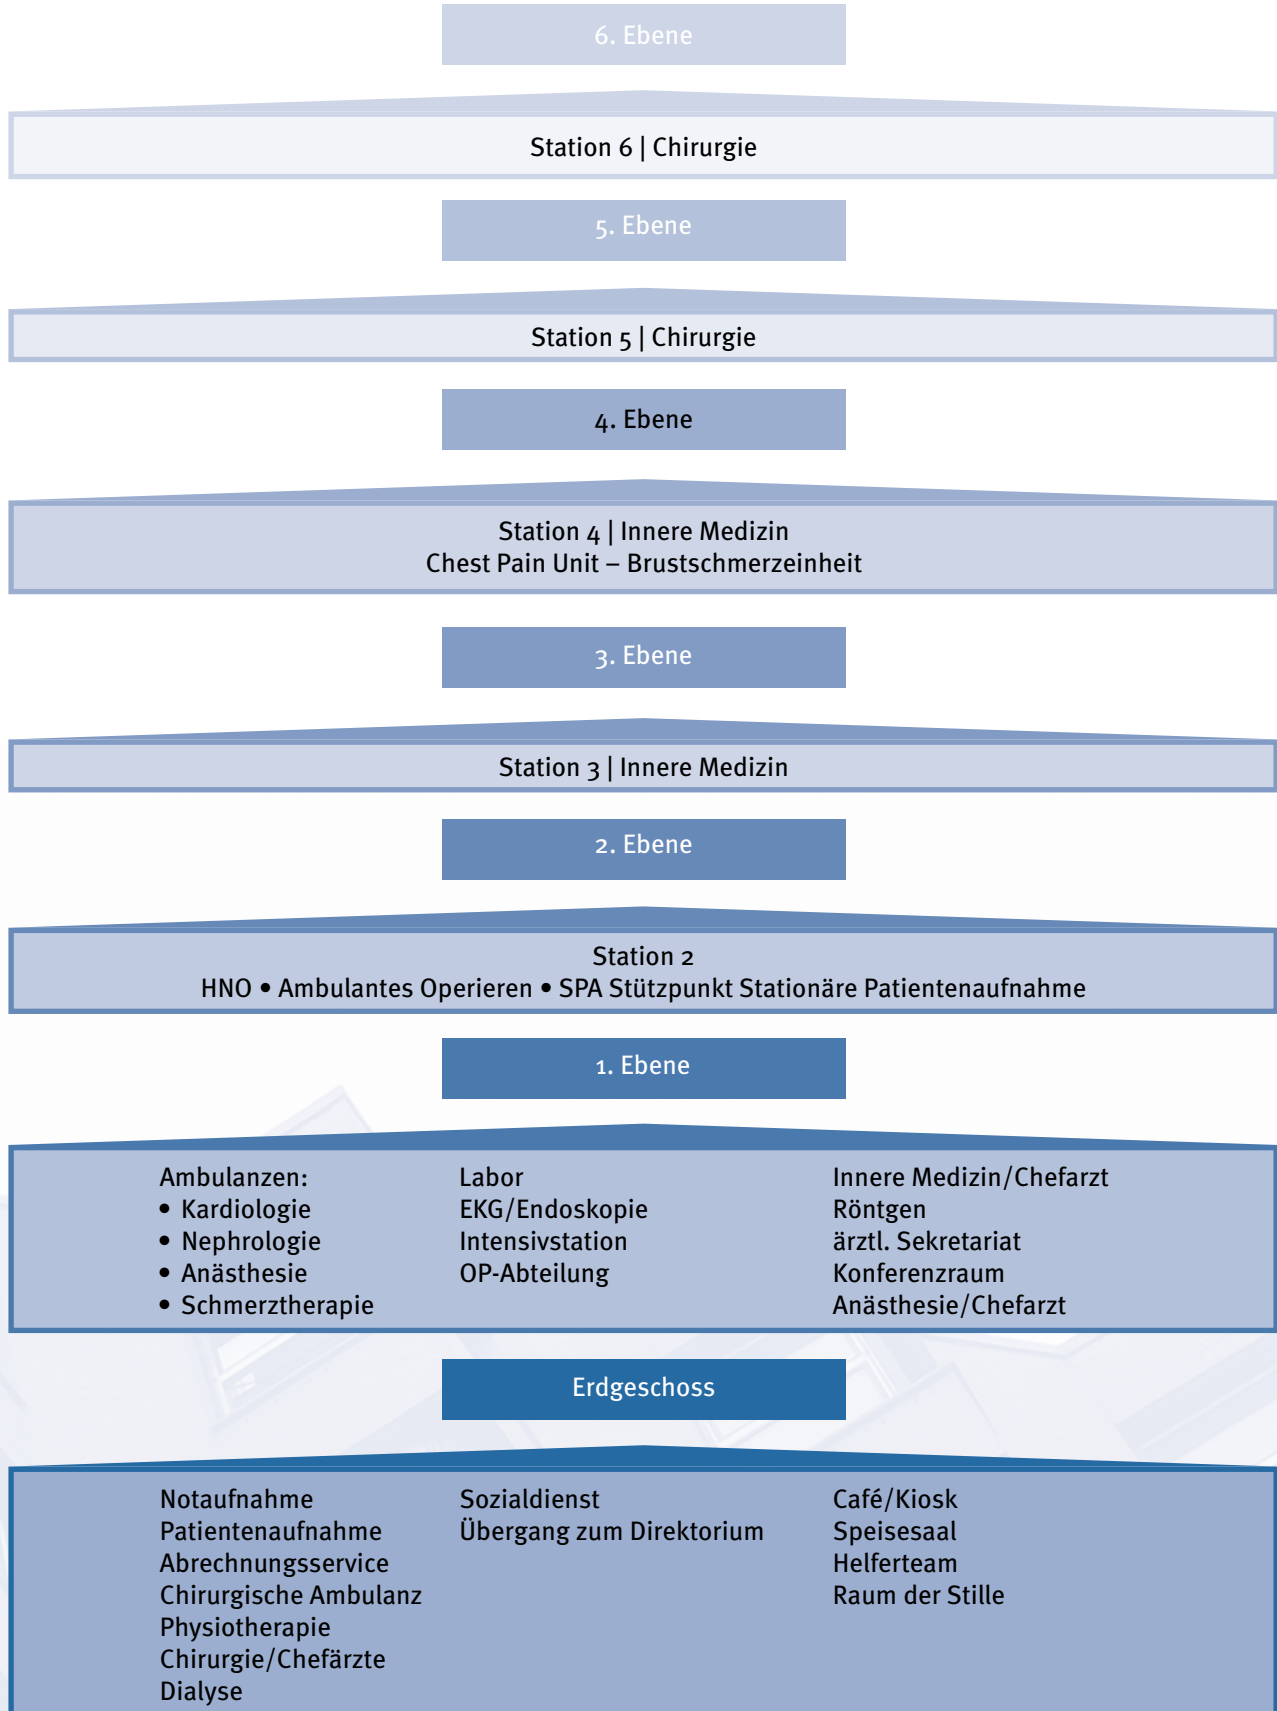 6. Ebene
Station 6 | Chirurgie
5. Ebene
Station 5 | Chirurgie
4. Ebene
Station 4 | Innere Medizin
Chest Pain Unit – Brustschmerzeinheit
3. Ebene
Station 3 | Innere Medizin
2. Ebene
Station 2
HNO • Ambulantes Operieren • SPA Stützpunkt Stationäre Patientenaufnahme
1. Ebene
Ambulanzen:
• Kardiologie
• Nephrologie
• Anästhesie
• Schmerztherapie
Labor
EKG/Endoskopie
Intensivstation
OP-Abteilung
Innere Medizin/Chefarzt
Röntgen
ärztl. Sekretariat
Konferenzraum
Anästhesie/Chefarzt
Erdgeschoss
Notaufnahme
Patientenaufnahme
Abrechnungsservice
Chirurgische Ambulanz
Physiotherapie
Chirurgie/Chefärzte
Dialyse
Sozialdienst
Übergang zum Direktorium
Café/Kiosk
Speisesaal
Helferteam
Raum der Stille